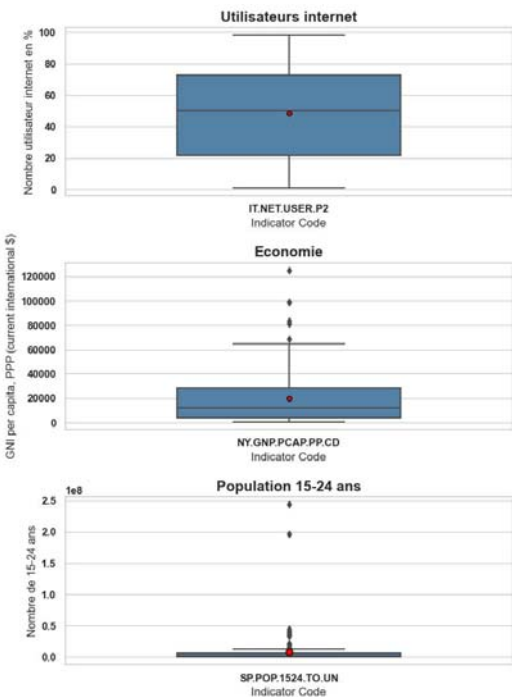 Utilisateurs internet
Nombre utilisateur internet en %
100
80
60
40
20
0
IT.NET.USER.P2
Indicator Code
Economie
GNI per capita, PPP (current international $)
120000
100000
80000
60000
40000
20000
0
NY.GNP.PCAP.PP.CD
Indicator Code
Population 15-24 ans
1e8
Nombre de 15-24 ans
2.5
2.0
1.5
1.0
0.5
0.0
SP.POP.1524.TO.UN
Indicator Code